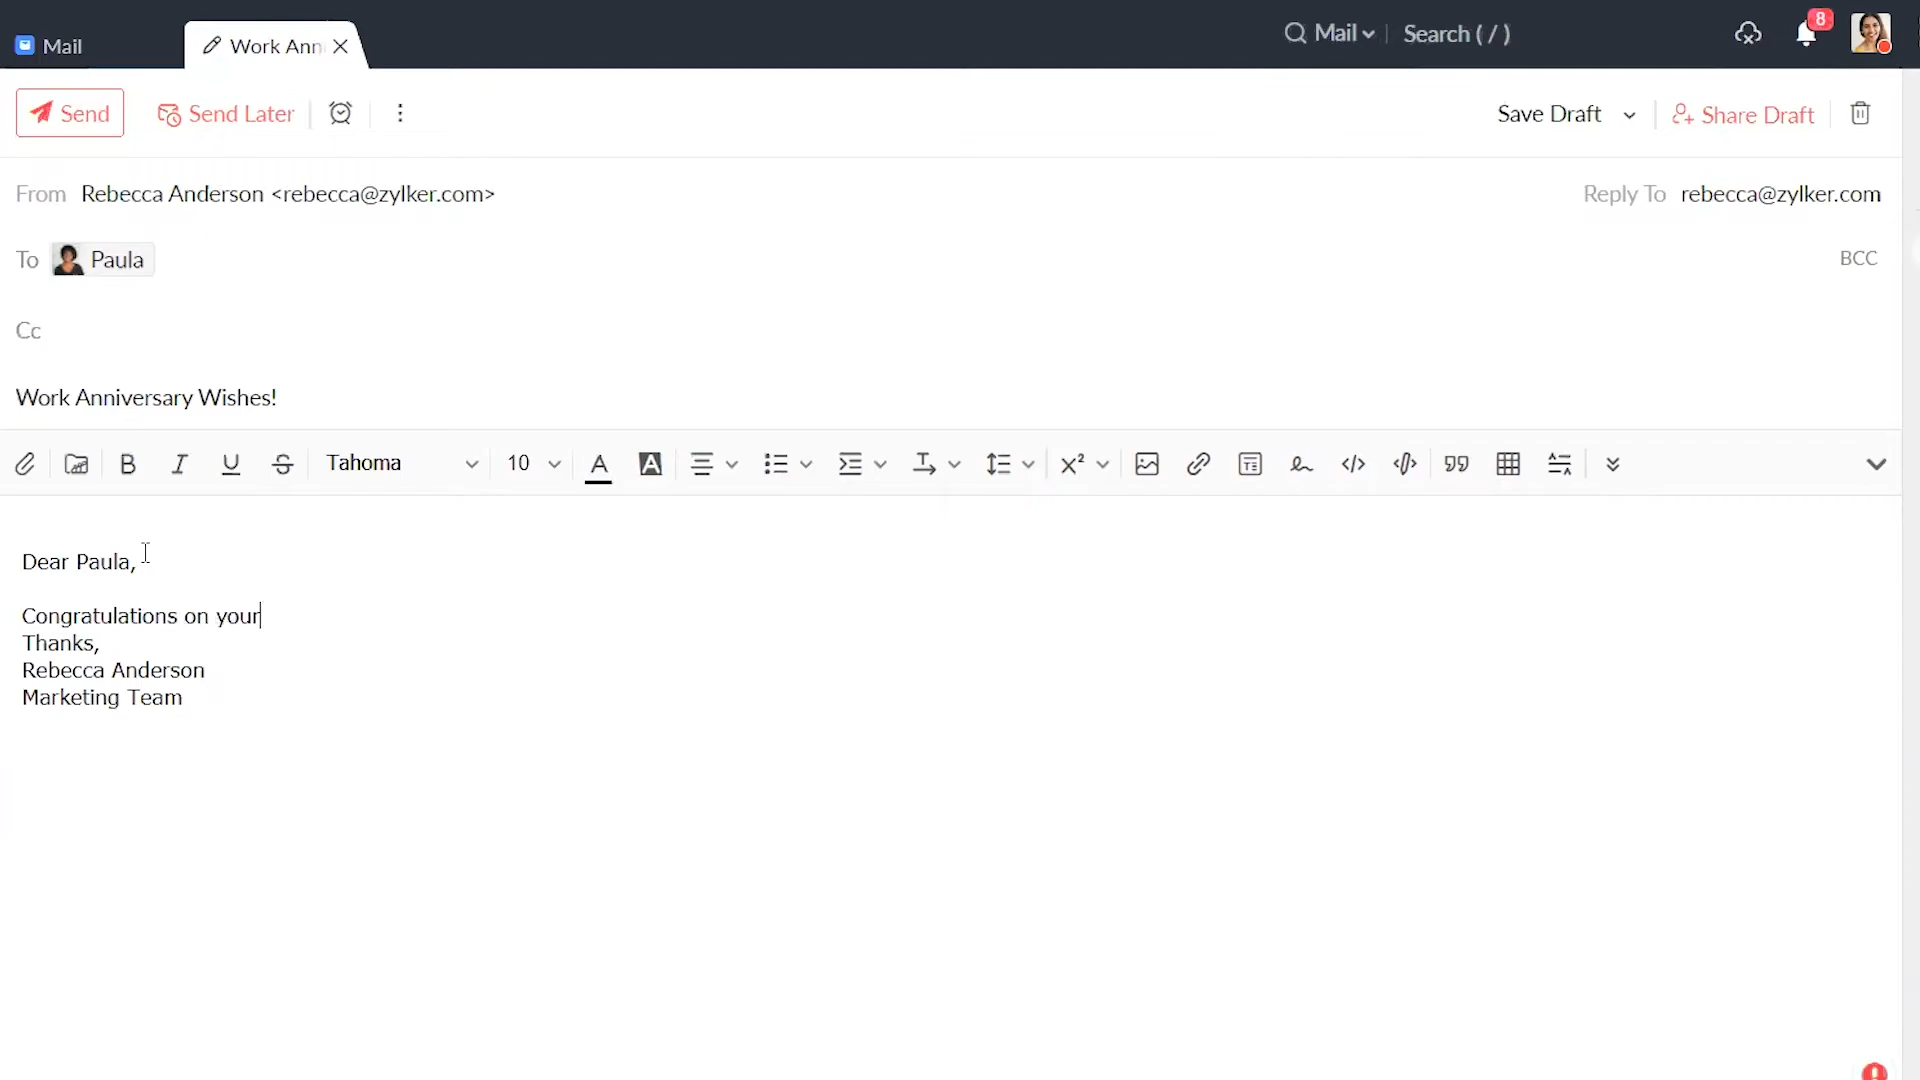 Mail
Work Ann
Mail
Search ( / )
8
Send
Send Later
Save Draft
Share Draft
From Rebecca Anderson <rebecca@zylker.com>
Reply To rebecca@zylker.com
To Paula
BCC
Cc
Work Anniversary Wishes!
B I U S Tahoma 10 A A X² </>
Dear Paula,
Congratulations on your
Thanks,
Rebecca Anderson
Marketing Team